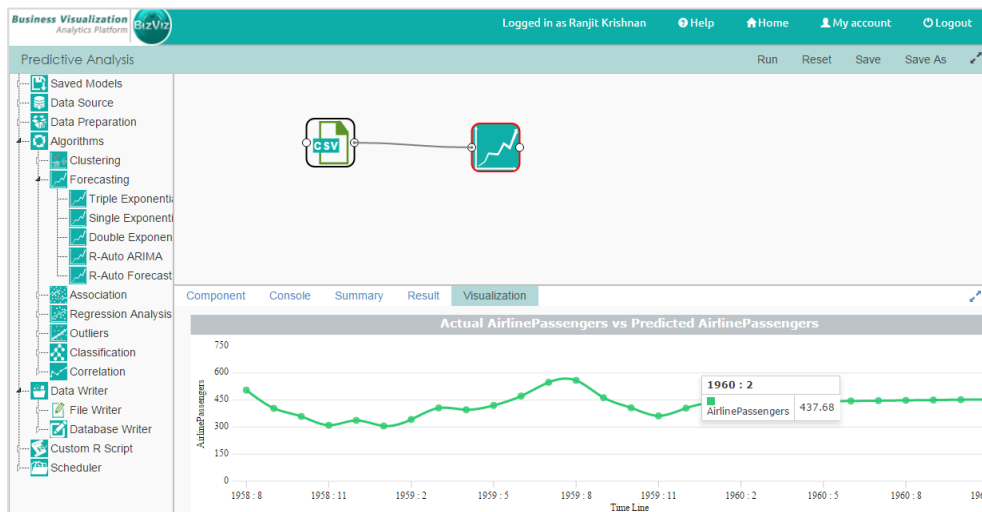 Business Visualization
Analytics Platform
BizViz
Logged in as Ranjit Krishnan
Help
Home
My account
Logout
Predictive Analysis
Run
Reset
Save
Save As
Saved Models
Data Source
Data Preparation
Algorithms
Clustering
Forecasting
Triple Exponentia
Single Exponenti
Double Exponen
R-Auto ARIMA
R-Auto Forecast
Association
Regression Analysis
Outliers
Classification
Correlation
Data Writer
File Writer
Database Writer
Custom R Script
Scheduler
CSV
Component
Console
Summary
Result
Visualization
Actual AirlinePassengers vs Predicted AirlinePassengers
750
600
450
300
150
0
AirlinePassengers
1960 : 2
AirlinePassengers 437.68
1958 : 8
1958 : 11
1959 : 2
1959 : 5
1959 : 8
1959 : 11
1960 : 2
1960 : 5
1960 : 8
196
Time Line